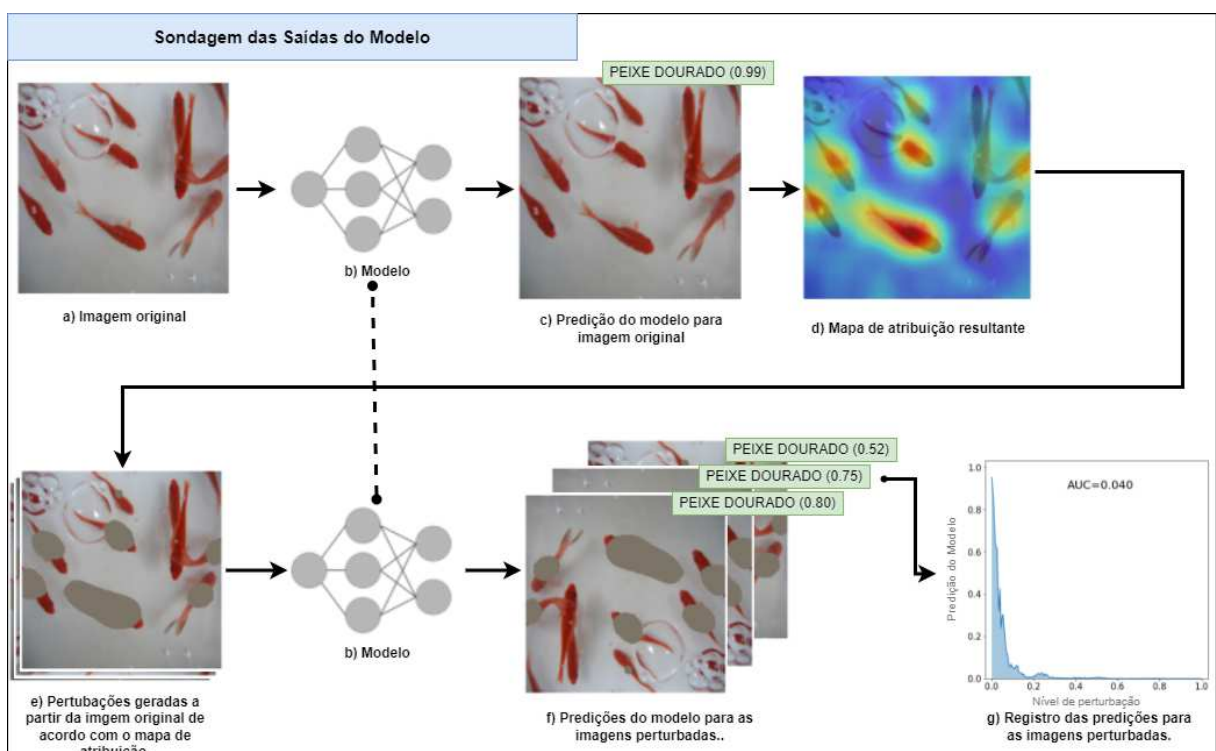 Sondagem das Saídas do Modelo
PEIXE DOURADO (0.99)
a) Imagem original
b) Modelo
c) Predição do modelo para
imagem original
d) Mapa de atribuição resultante
e) Pertubações geradas a
partir da imgem original de
acordo com o mapa de
atribuição
b) Modelo
PEIXE DOURADO (0.52)
PEIXE DOURADO (0.75)
PEIXE DOURADO (0.80)
f) Predições do modelo para as
imagens perturbadas..
AUC=0.040
Predição do Modelo
1.0
0.8
0.6
0.4
0.2
0.0
0.0 0.2 0.4 0.6 0.8 1.0
Nível de perturbação
g) Registro das predições para
as imagens perturbadas.